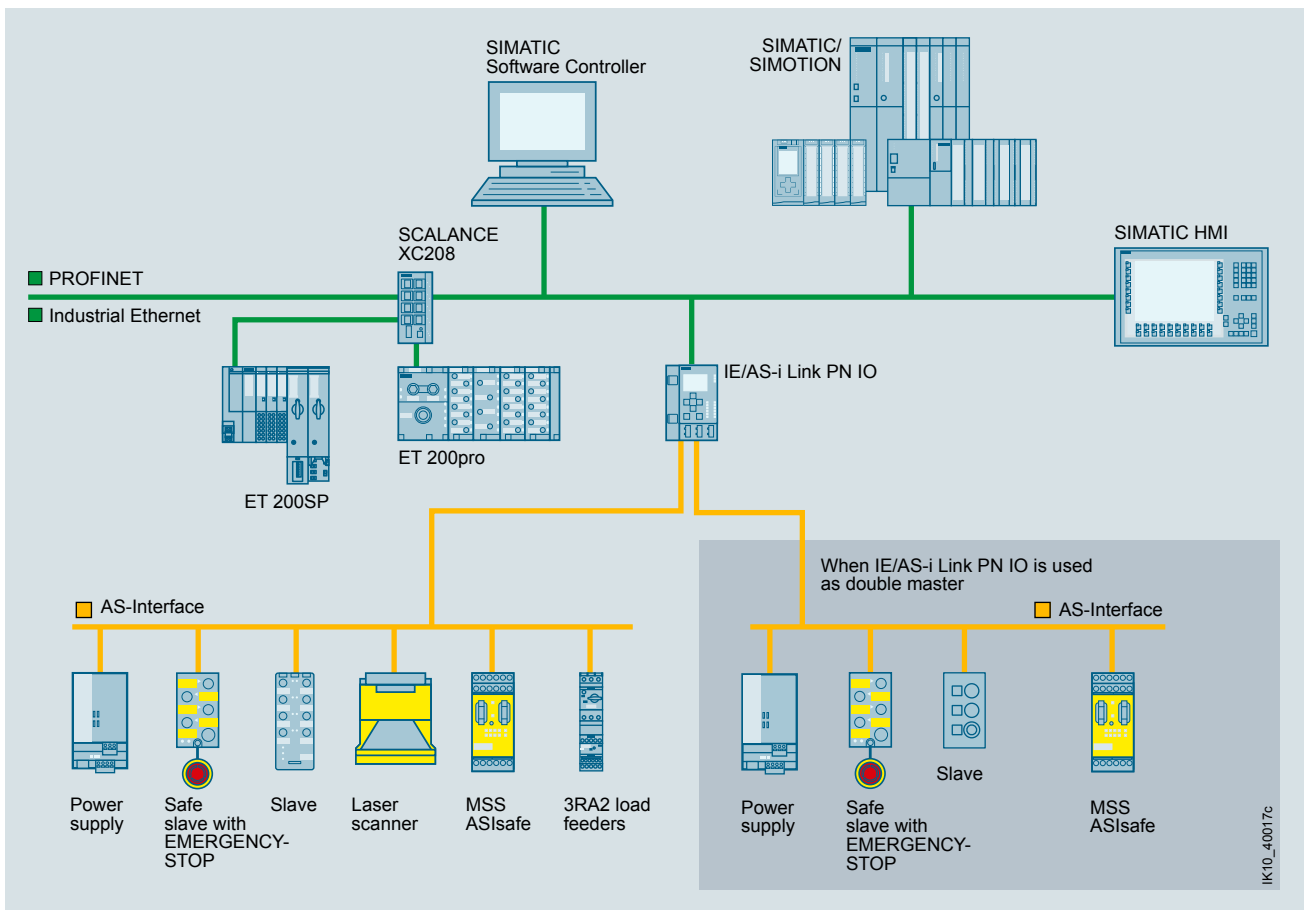 SIMATIC
Software Controller
SIMATIC/
SIMOTION
SCALANCE
XC208
SIMATIC HMI
PROFINET
Industrial Ethernet
IE/AS-i Link PN IO
ET 200pro
ET 200SP
When IE/AS-i Link PN IO is used
as double master
AS-Interface
AS-Interface
Power
supply
Safe
slave with
EMERGENCY-
STOP
Slave
Laser
scanner
MSS
ASIsafe
3RA2 load
feeders
Power
supply
Safe
slave with
EMERGENCY-
STOP
Slave
MSS
ASIsafe
IK10_40017c